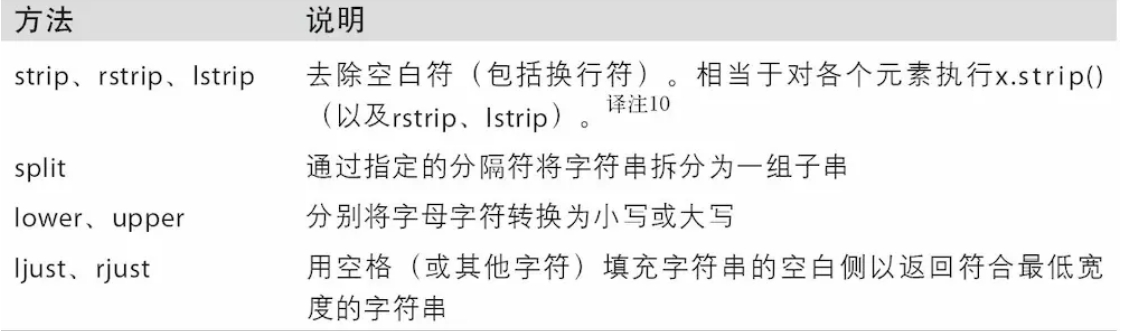 方法 说明
strip、rstrip、lstrip 去除空白符（包括换行符）。相当于对各个元素执行x.strip()
（以及rstrip、lstrip）。译注10
split 通过指定的分隔符将字符串拆分为一组子串
lower、upper 分别将字母字符转换为小写或大写
ljust、rjust 用空格（或其他字符）填充字符串的空白侧以返回符合最低宽
度的字符串